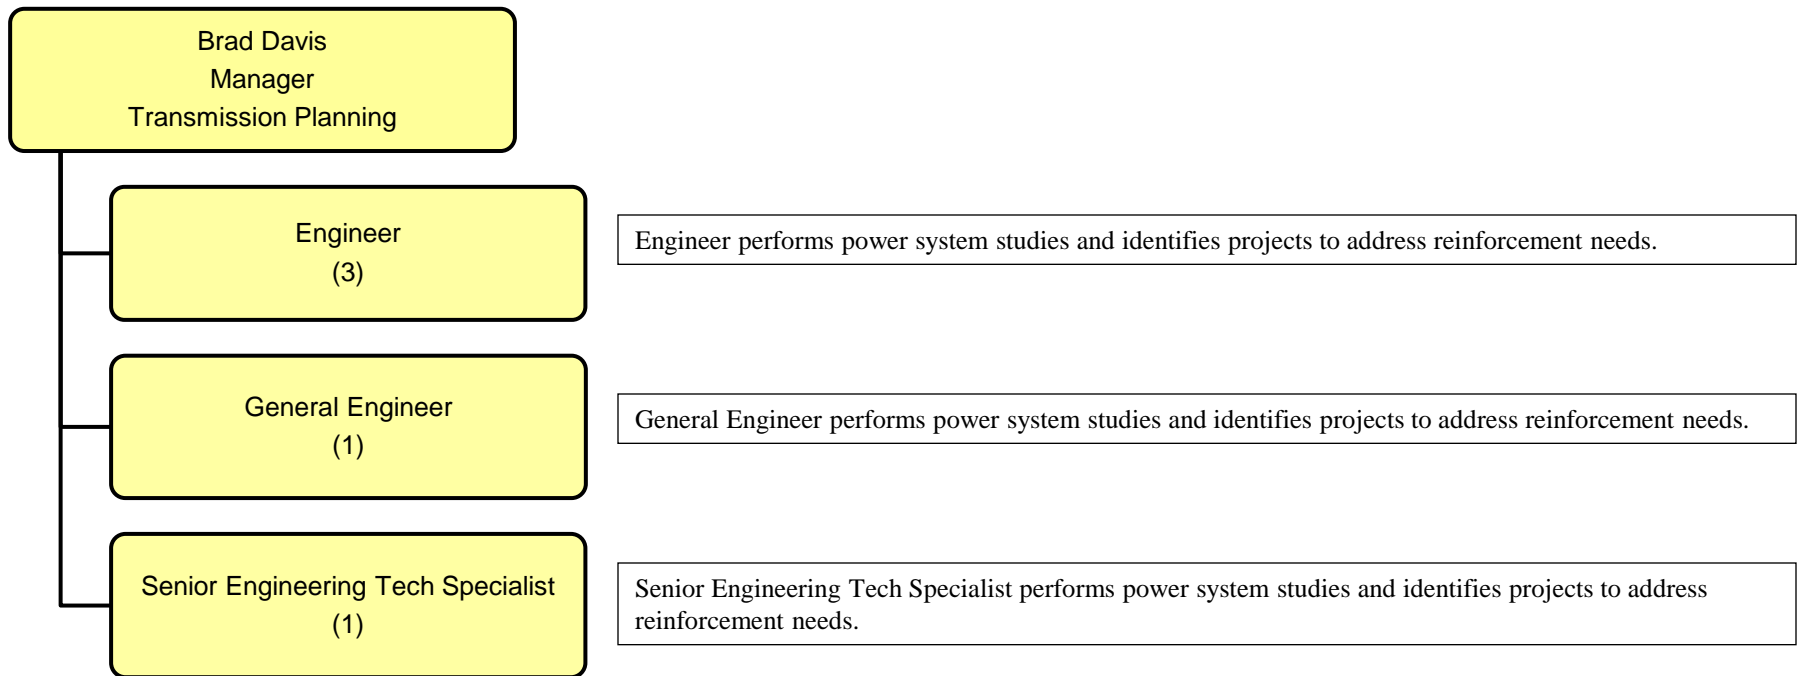 Brad Davis
Manager
Transmission Planning
Engineer
(3)
Engineer performs power system studies and identifies projects to address reinforcement needs.
General Engineer
(1)
General Engineer performs power system studies and identifies projects to address reinforcement needs.
Senior Engineering Tech Specialist
(1)
Senior Engineering Tech Specialist performs power system studies and identifies projects to address
reinforcement needs.